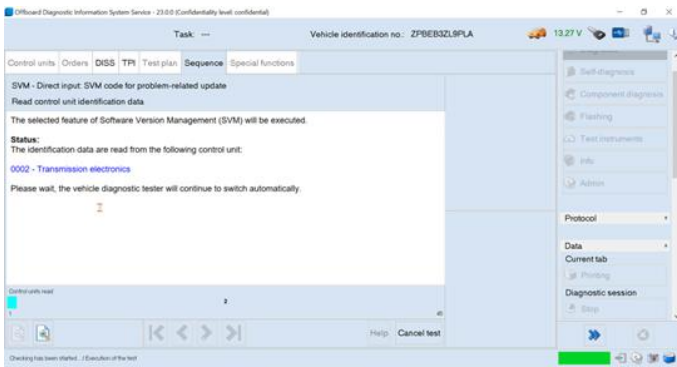 Offboard Diagnostic Information System Service - 23.0.0 (Confidentiality level: confidential)
Task: ---
Vehicle identification no.: ZPBEB3ZL9PLA
13.27 V
Control units Orders DISS TPI Test plan Sequence Special functions
SVM - Direct input: SVM code for problem-related update
Read control unit identification data
The selected feature of Software Version Management (SVM) will be executed.
Status:
The identification data are read from the following control unit:
0002 - Transmission electronics
Please wait, the vehicle diagnostic tester will continue to switch automatically.
Control units read
2
1
Help
Cancel test
Checking has been started... / Execution of the test
Self-diagnosis
Component diagnosis
Flashing
Test instruments
Info
Admin
Protocol
Data
Current tab
Printing
Diagnostic session
Stop